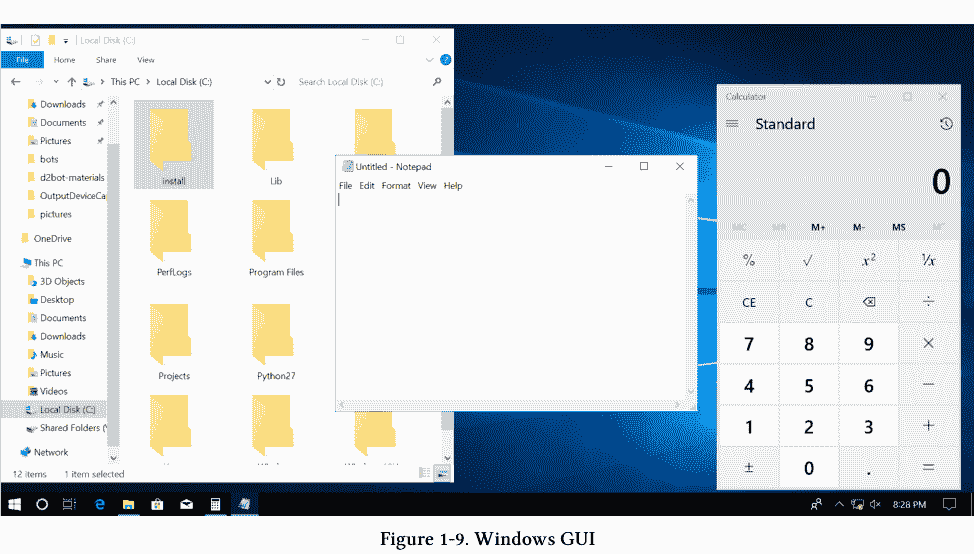 Local Disk (C:)
File Home Share View
This PC Local Disk (C:) Search Local Disk (C:)
Downloads
Documents
Pictures
bots
d2bot-materials
OutputDeviceCa
pictures
OneDrive
This PC
3D Objects
Desktop
Documents
Downloads
Music
Pictures
Videos
Local Disk (C:)
Shared Folders (
Network
install Lib
PerfLogs Program Files
Projects Python27
12 items 1 item selected
Untitled - Notepad
File Edit Format View Help
Calculator
Standard
0
MC MR M+ M- MS M
% √ x² ¹/x
CE C ÷
7 8 9 ×
4 5 6 −
1 2 3 +
± 0 . =
8:28 PM
Figure 1-9. Windows GUI